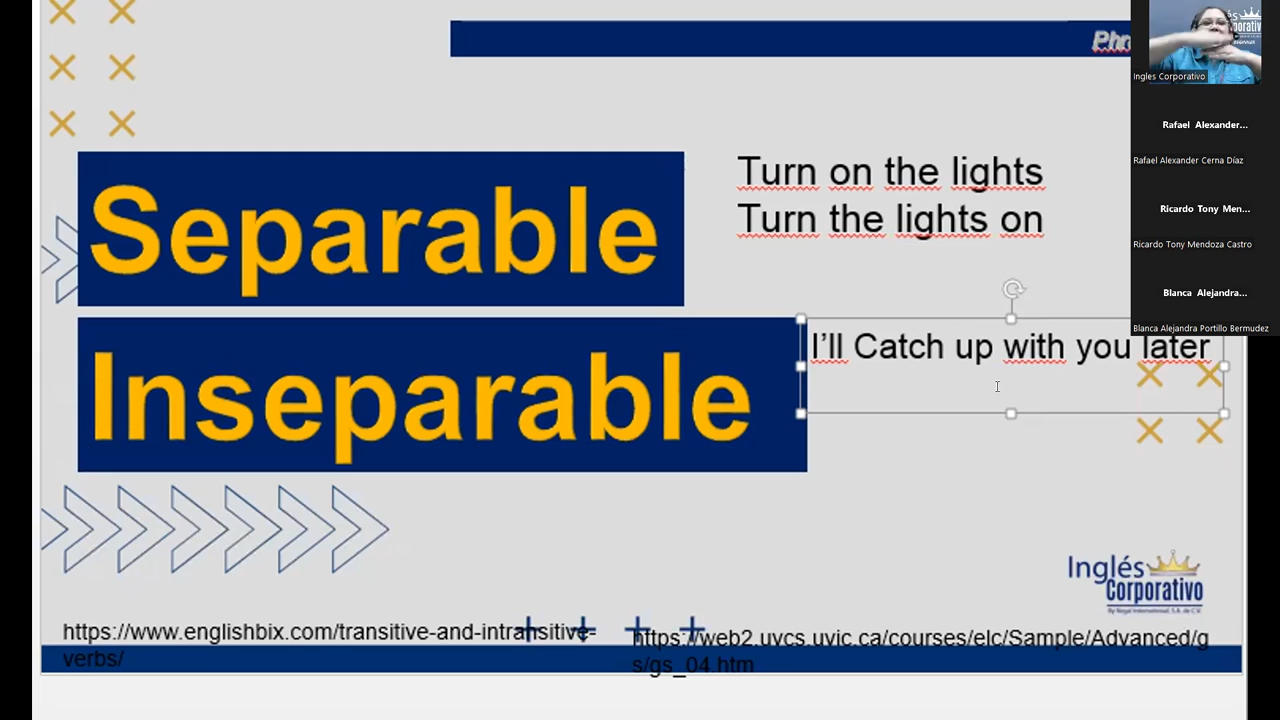 Separable
Turn on the lights
Turn the lights on
Inseparable
I’ll Catch up with you later
Inglés
Corporativo
https://www.englishbix.com/transitive-and-intransitive-
verbs/
https://web2.uvcs.uvic.ca/courses/elc/Sample/Advanced/g
s/gs_04.htm
Ingles Corporativo
Rafael Alexander...
Rafael Alexander Cerna Díaz
Ricardo Tony Men...
Ricardo Tony Mendoza Castro
Blanca Alejandra...
Blanca Alejandra Portillo Bermudez